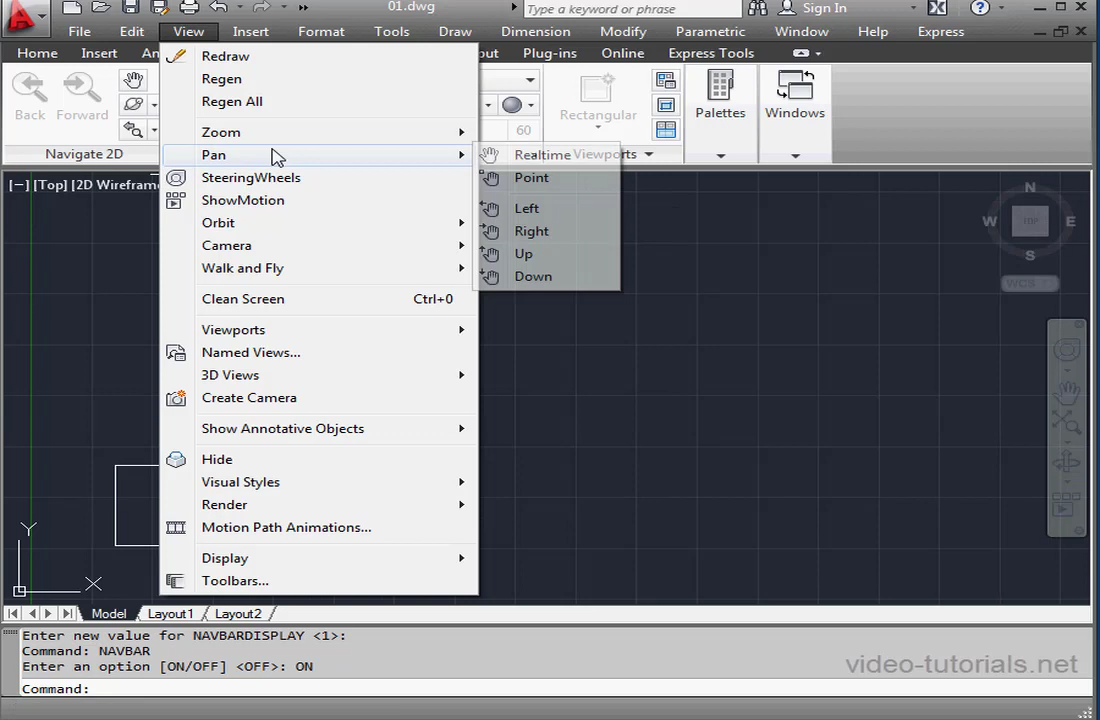 01.dwg
Type a keyword or phrase
Sign In
File Edit View Insert Format Tools Draw Dimension Modify Parametric Window Help Express
Home Insert Plug-ins Online Express Tools
Back Forward
Navigate 2D
60
Rectangular
Viewports
Palettes
Windows
[−] [Top] [2D Wirefram
Redraw
Regen
Regen All
Zoom
Pan
SteeringWheels
ShowMotion
Orbit
Camera
Walk and Fly
Clean Screen Ctrl+0
Viewports
Named Views...
3D Views
Create Camera
Show Annotative Objects
Hide
Visual Styles
Render
Motion Path Animations...
Display
Toolbars...
Realtime
Point
Left
Right
Up
Down
N
W TOP E
S
WCS
Y
X
Model Layout1 Layout2
Enter new value for NAVBARDISPLAY <1>:
Command: NAVBAR
Enter an option [ON/OFF] <OFF>: ON
Command:
video-tutorials.net